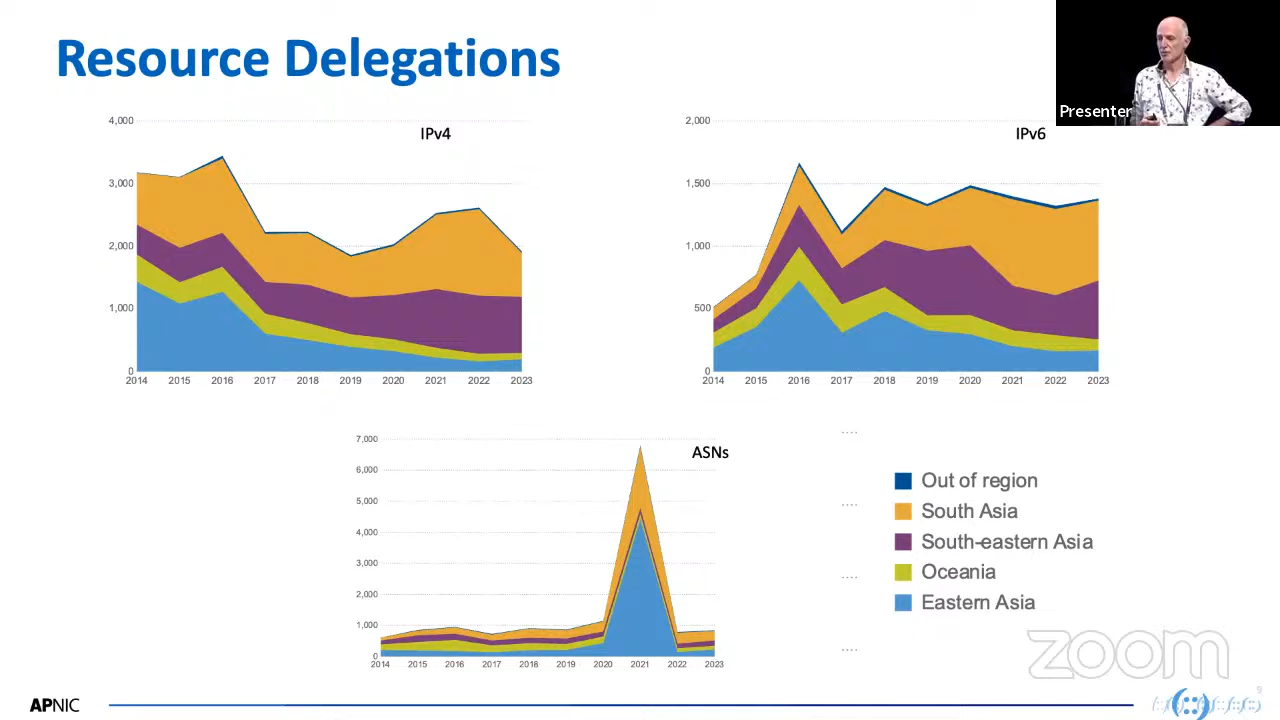 Resource Delegations
Presenter
IPv4
4,000
3,000
2,000
1,000
0
2014 2015 2016 2017 2018 2019 2020 2021 2022 2023
IPv6
2,000
1,500
1,000
500
0
2014 2015 2016 2017 2018 2019 2020 2021 2022 2023
ASNs
7,000
6,000
5,000
4,000
3,000
2,000
1,000
0
2014 2015 2016 2017 2018 2019 2020 2021 2022 2023
Out of region
South Asia
South-eastern Asia
Oceania
Eastern Asia
zoom
APNIC
9